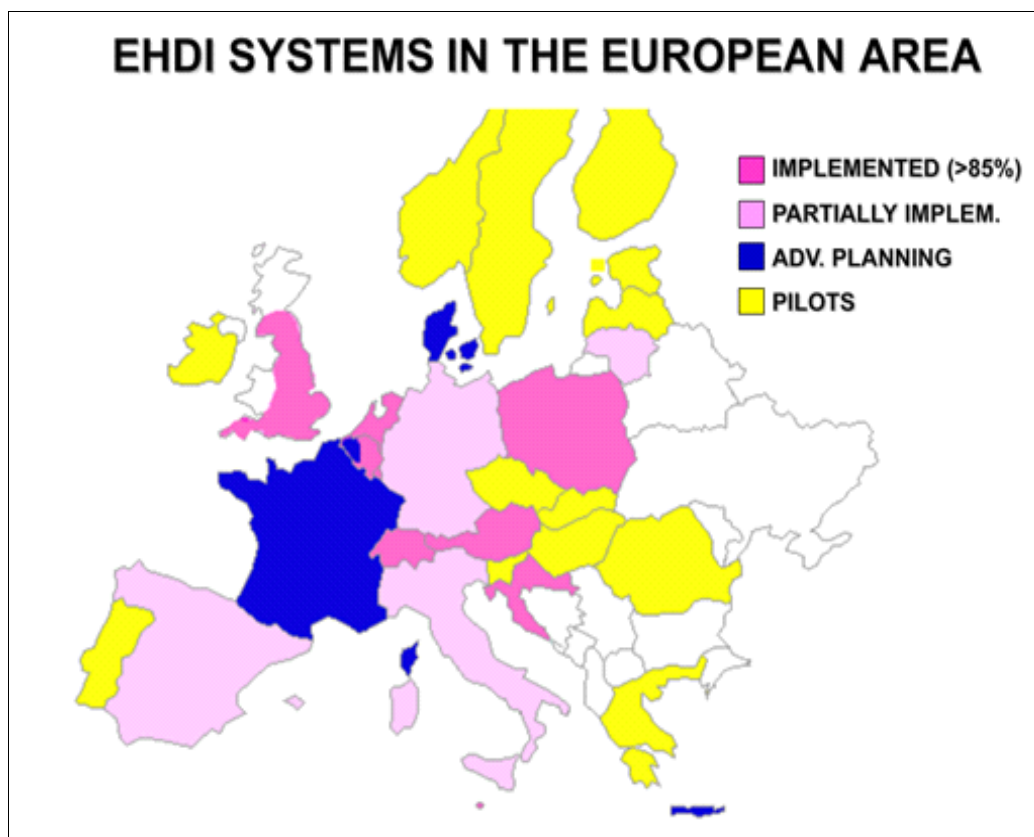 EHDI SYSTEMS IN THE EUROPEAN AREA
IMPLEMENTED (>85%)
PARTIALLY IMPLEM.
ADV. PLANNING
PILOTS